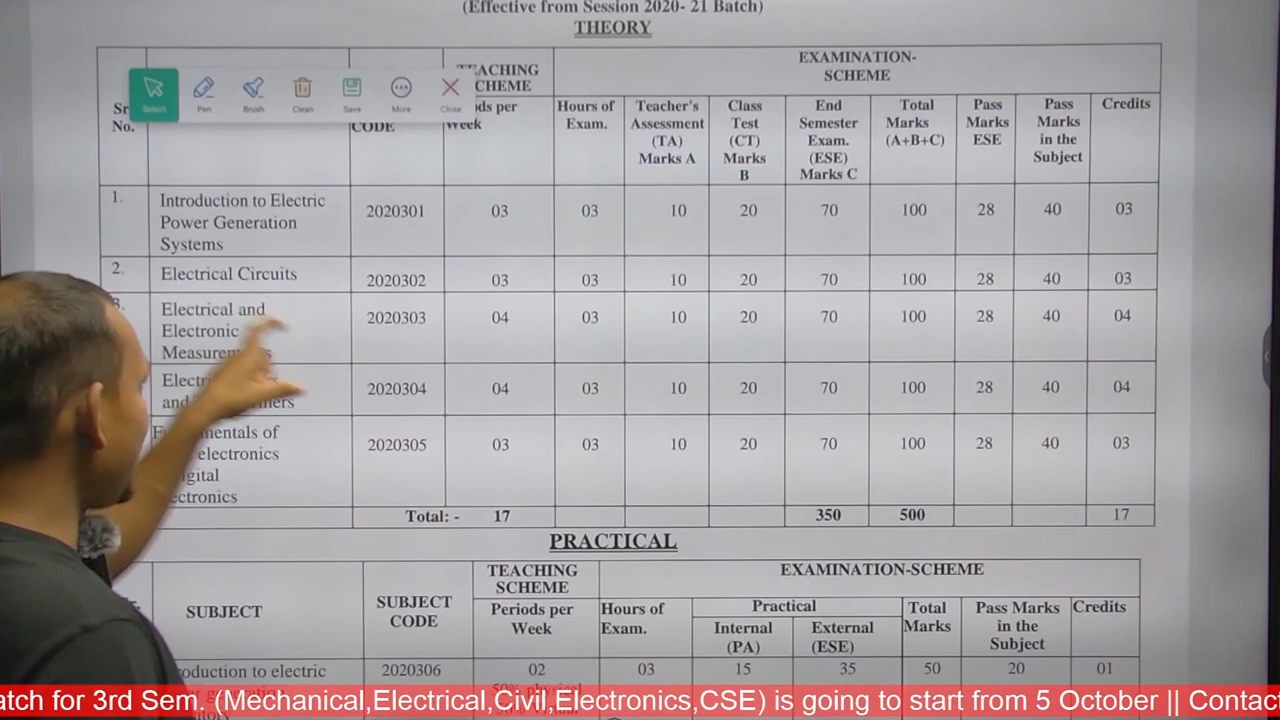 (Effective from Session 2020- 21 Batch)
THEORY
Select Pen Brush Clean Save More Close
Sr
No.
CODE
TEACHING
SCHEME
Week
EXAMINATION-
SCHEME
Hours of
Exam.
Teacher's
Assessment
(TA)
Marks A
Class
Test
(CT)
Marks
B
End
Semester
Exam.
(ESE)
Marks C
Total
Marks
(A+B+C)
Pass
Marks
ESE
Pass
Marks
in the
Subject
Credits
1. Introduction to Electric
Power Generation
Systems
2020301 03 03 10 20 70 100 28 40 03
2. Electrical Circuits 2020302 03 03 10 20 70 100 28 40 03
3. Electrical and
Electronic
2020303 04 03 10 20 70 100 28 40 04
and
2020304 04 03 10 20 70 100 28 40 04
of
electronics
2020305 03 03 10 20 70 100 28 40 03
Total: - 17 350 500 17
PRACTICAL
SUBJECT
SUBJECT
CODE
TEACHING
SCHEME
Periods per
Week
EXAMINATION-SCHEME
Hours of
Exam.
Practical
Internal
(PA)
External
(ESE)
Total
Marks
Pass Marks
in the
Subject
Credits
to electric 2020306 02 03 15 35 50 20 01
for 3rd Sem. (Mechanical,Electrical,Civil,Electronics,CSE) is going to start from 5 October ||